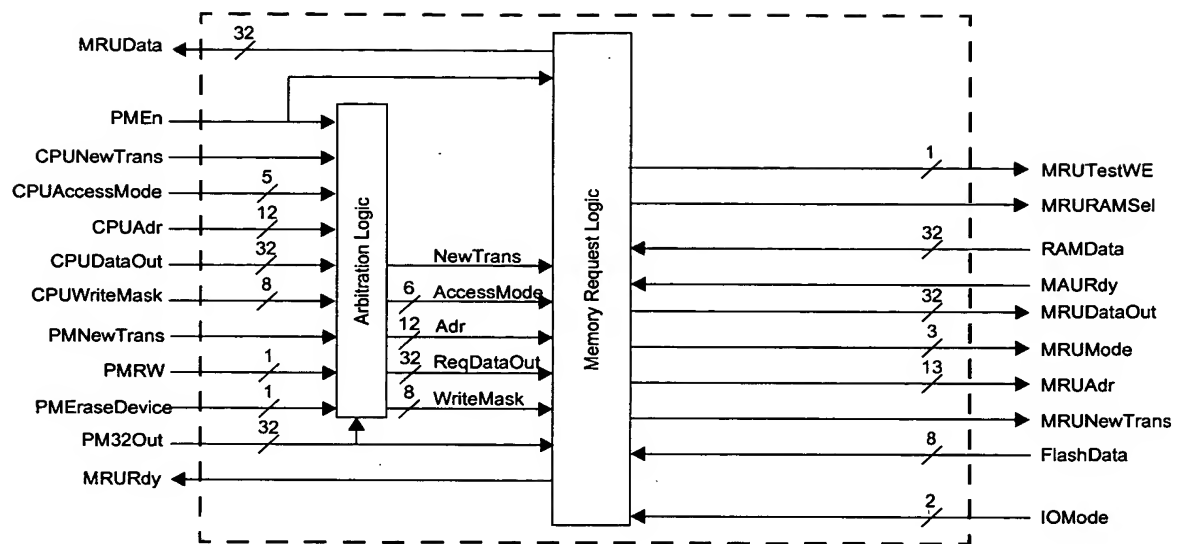 MRUData
32
PMEn
CPUNewTrans
CPUAccessMode
5
CPUAdr
12
CPUDataOut
32
CPUWriteMask
8
PMNewTrans
PMRW
1
PMEraseDevice
1
PM32Out
32
MRURdy
Arbitration Logic
NewTrans
6
AccessMode
12
Adr
32
ReqDataOut
8
WriteMask
Memory Request Logic
1
MRUTestWE
MRURAMSel
32
RAMData
MAURdy
32
MRUDataOut
3
MRUMode
13
MRUAdr
MRUNewTrans
8
FlashData
2
IOMode